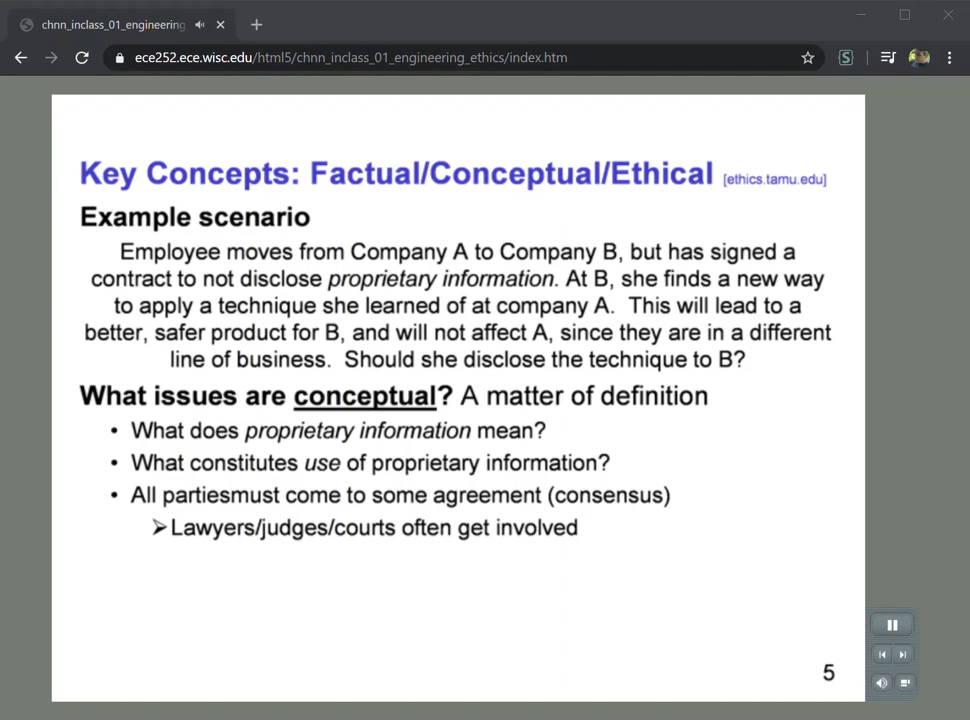 chnn_inclass_01_engineering
ece252.ece.wisc.edu/html5/chnn_inclass_01_engineering_ethics/index.htm
Key Concepts: Factual/Conceptual/Ethical [ethics.tamu.edu]
Example scenario
Employee moves from Company A to Company B, but has signed a
contract to not disclose proprietary information. At B, she finds a new way
to apply a technique she learned of at company A. This will lead to a
better, safer product for B, and will not affect A, since they are in a different
line of business. Should she disclose the technique to B?
What issues are conceptual? A matter of definition
• What does proprietary information mean?
• What constitutes use of proprietary information?
• All partiesmust come to some agreement (consensus)
➢Lawyers/judges/courts often get involved
5